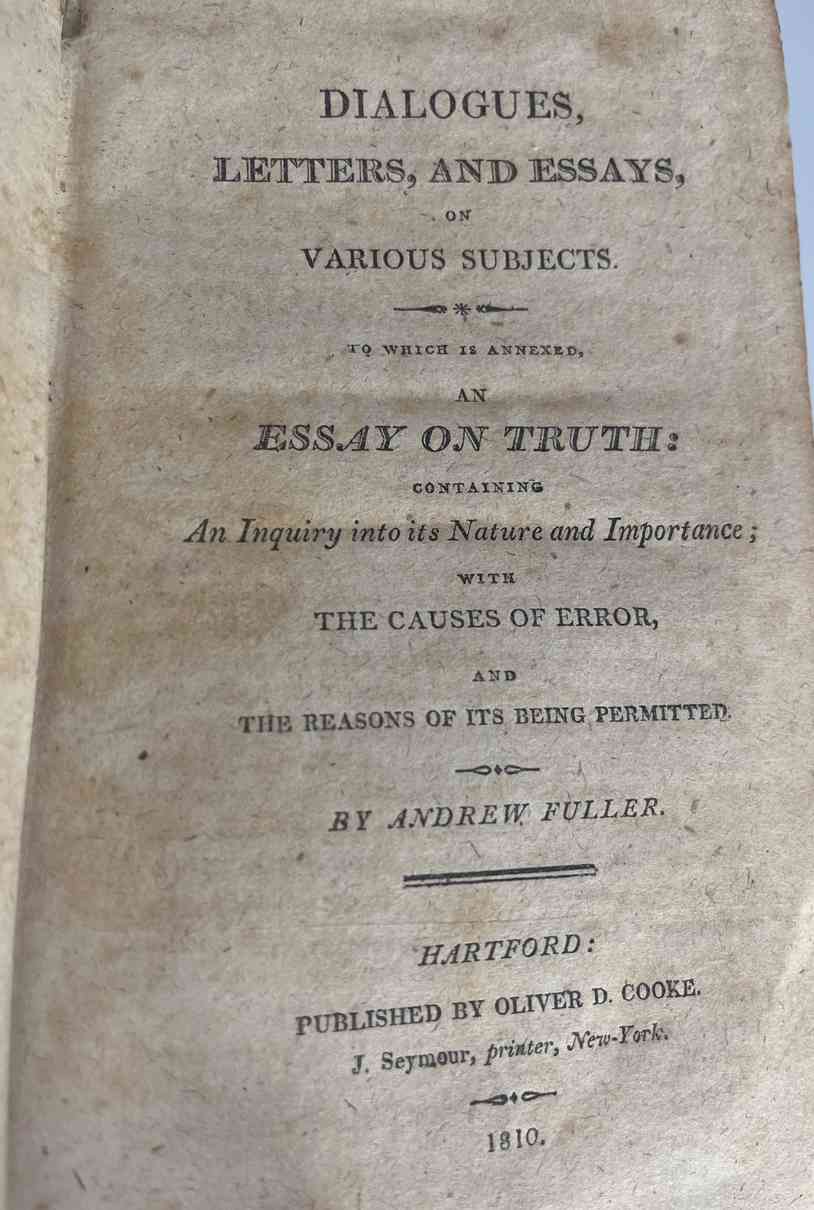 DIALOGUES,
LETTERS, AND ESSAYS,
ON
VARIOUS SUBJECTS.
TO WHICH IS ANNEXED,
AN
ESSAY ON TRUTH:
CONTAINING
An Inquiry into its Nature and Importance;
WITH
THE CAUSES OF ERROR,
AND
THE REASONS OF ITS BEING PERMITTED.
BY ANDREW FULLER.
HARTFORD:
PUBLISHED BY OLIVER D. COOKE.
J. Seymour, printer, New-York.
1810.